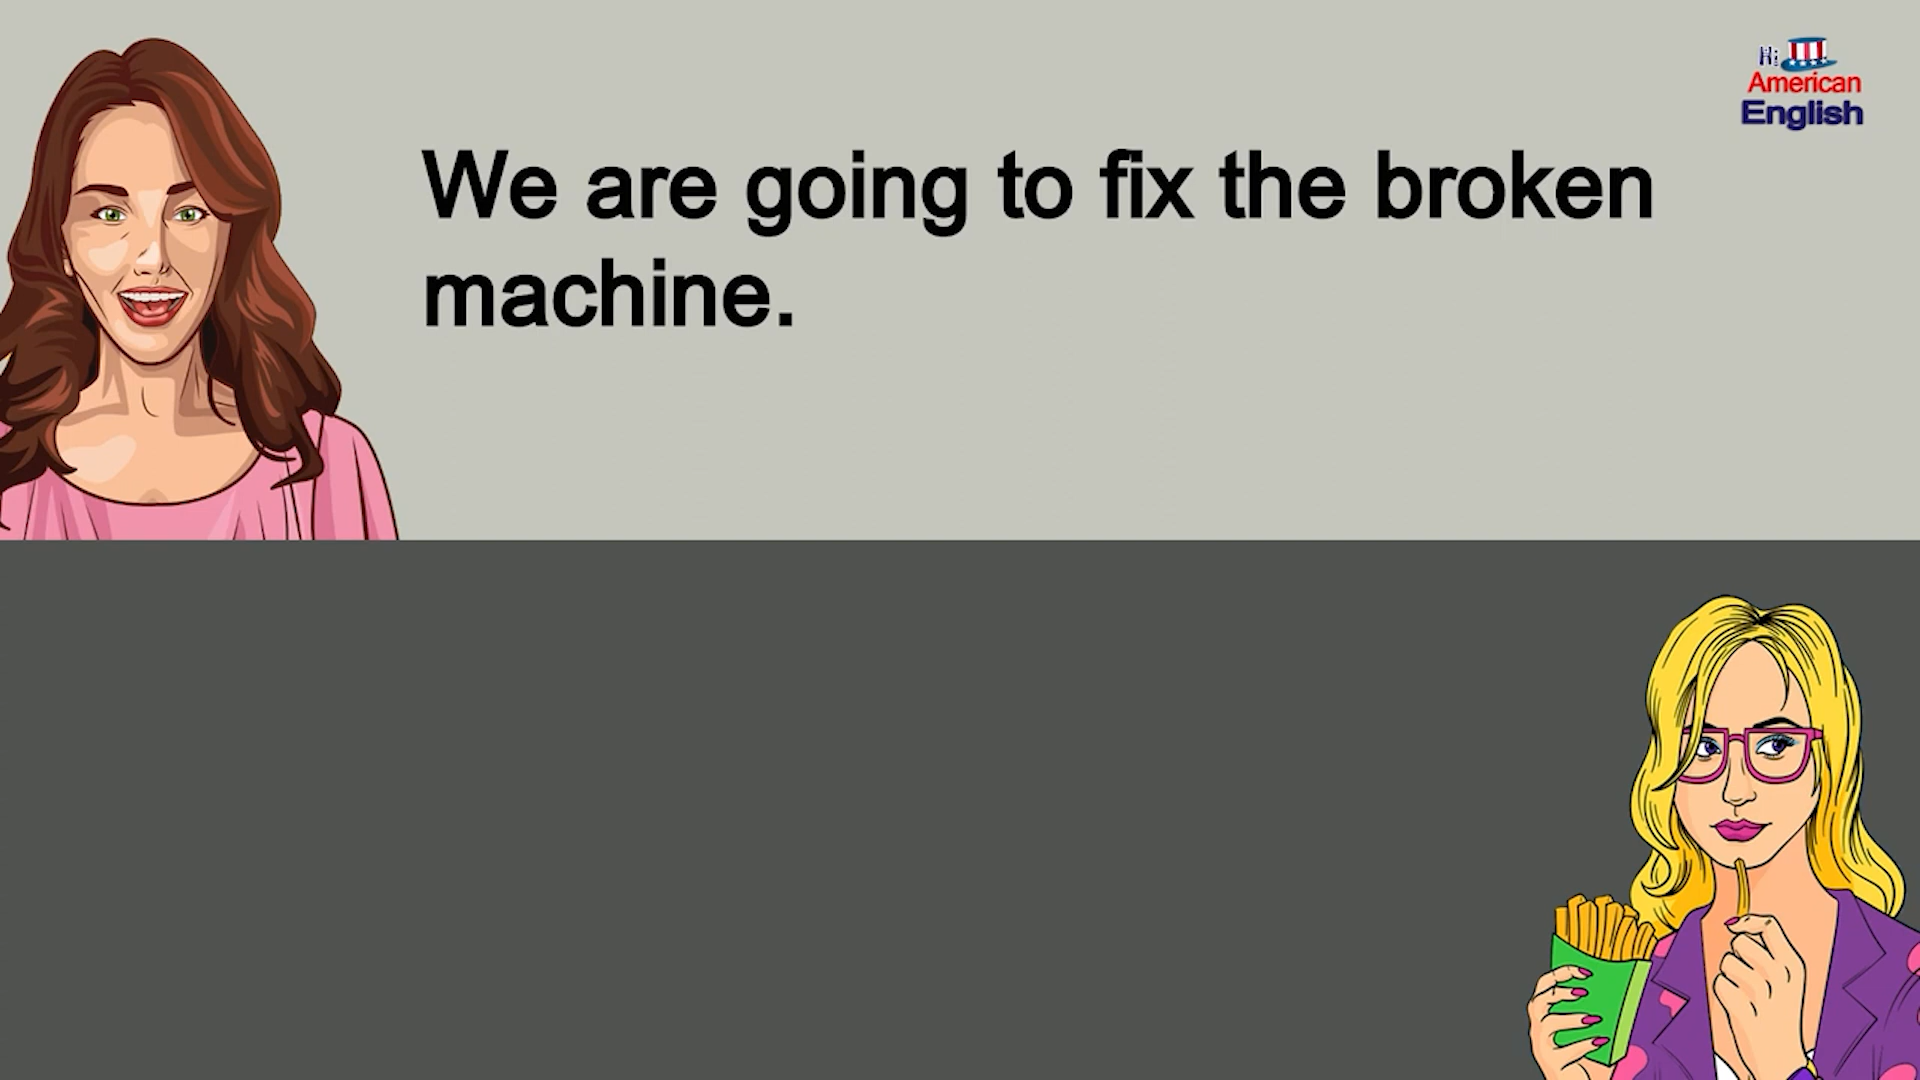 Hi
American
English
We are going to fix the broken
machine.